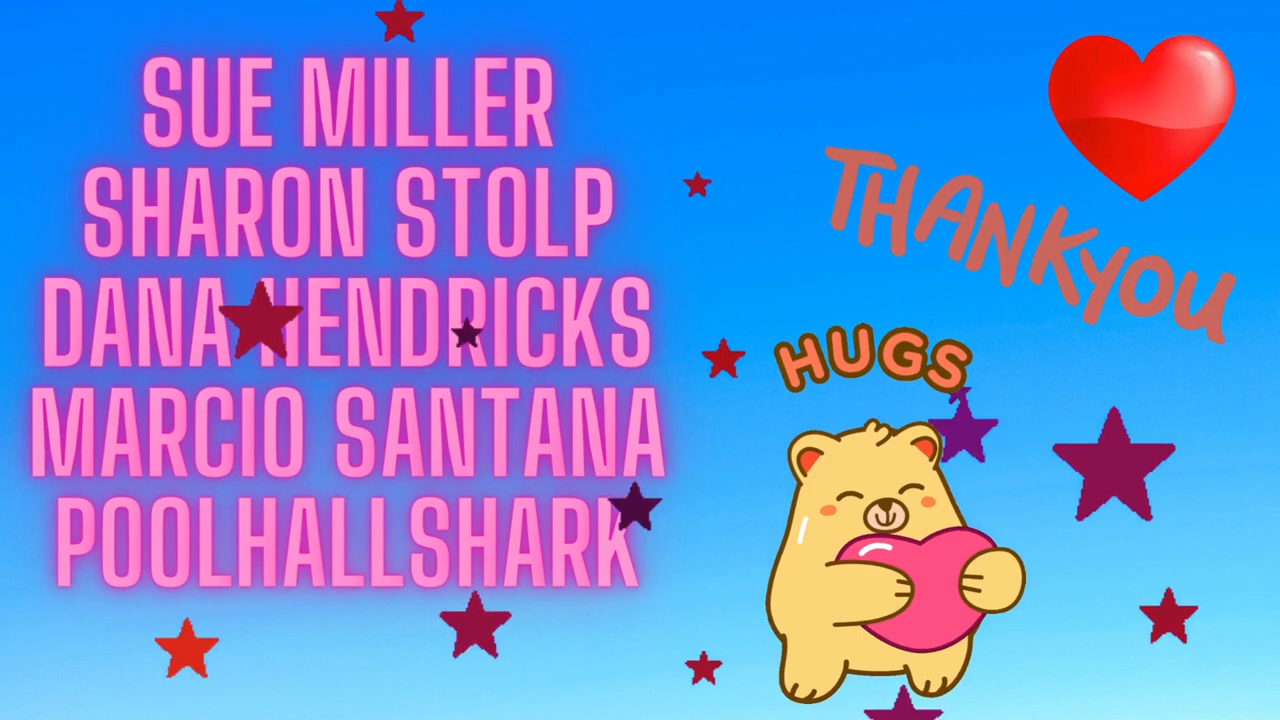 SUE MILLER
SHARON STOLP
DANA HENDRICKS
MARCIO SANTANA
POOLHALLSHARK
THANKYOU
HUGS